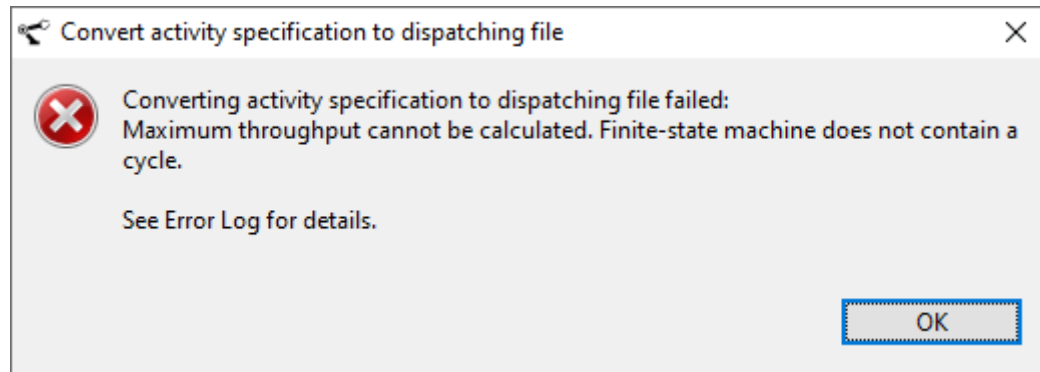 Convert activity specification to dispatching file
Converting activity specification to dispatching file failed:
Maximum throughput cannot be calculated. Finite-state machine does not contain a
cycle.
See Error Log for details.
OK